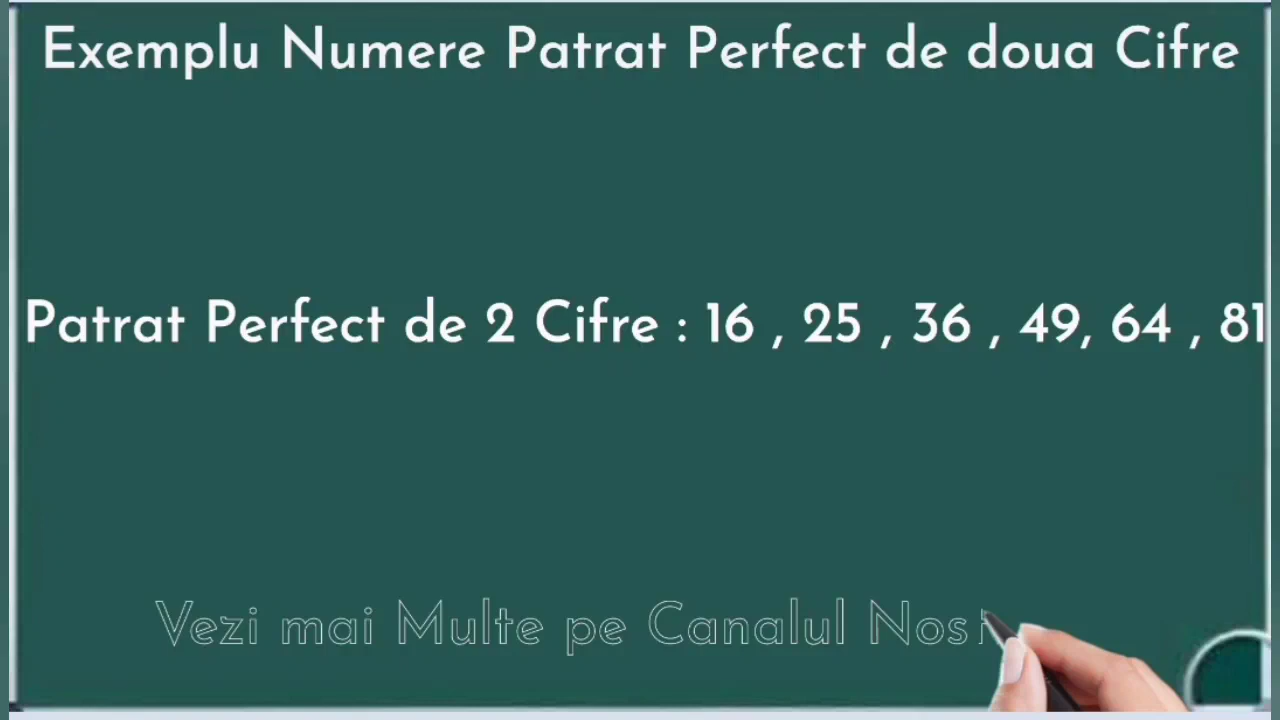 Exemplu Numere Patrat Perfect de doua Cifre
Patrat Perfect de 2 Cifre : 16 , 25 , 36 , 49, 64 , 81
Vezi mai Multe pe Canalul